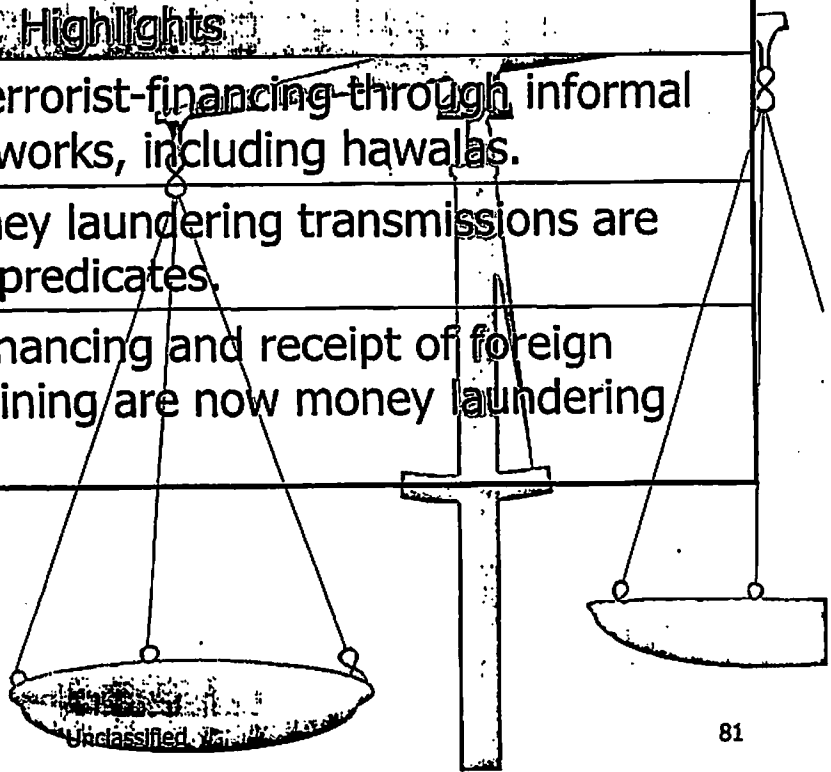 Highlights
errorist-financing through informal
works, including hawalas.
ey laundering transmissions are
predicates.
nancing and receipt of foreign
ining are now money laundering
Unclassified
81